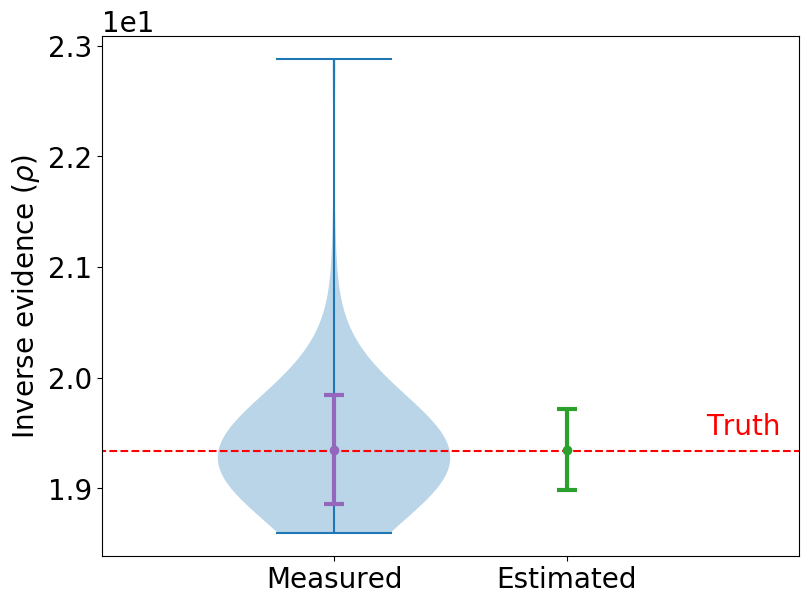 1e1
2.3
2.2
2.1
2.0
1.9
Inverse evidence (ρ)
Truth
Measured
Estimated